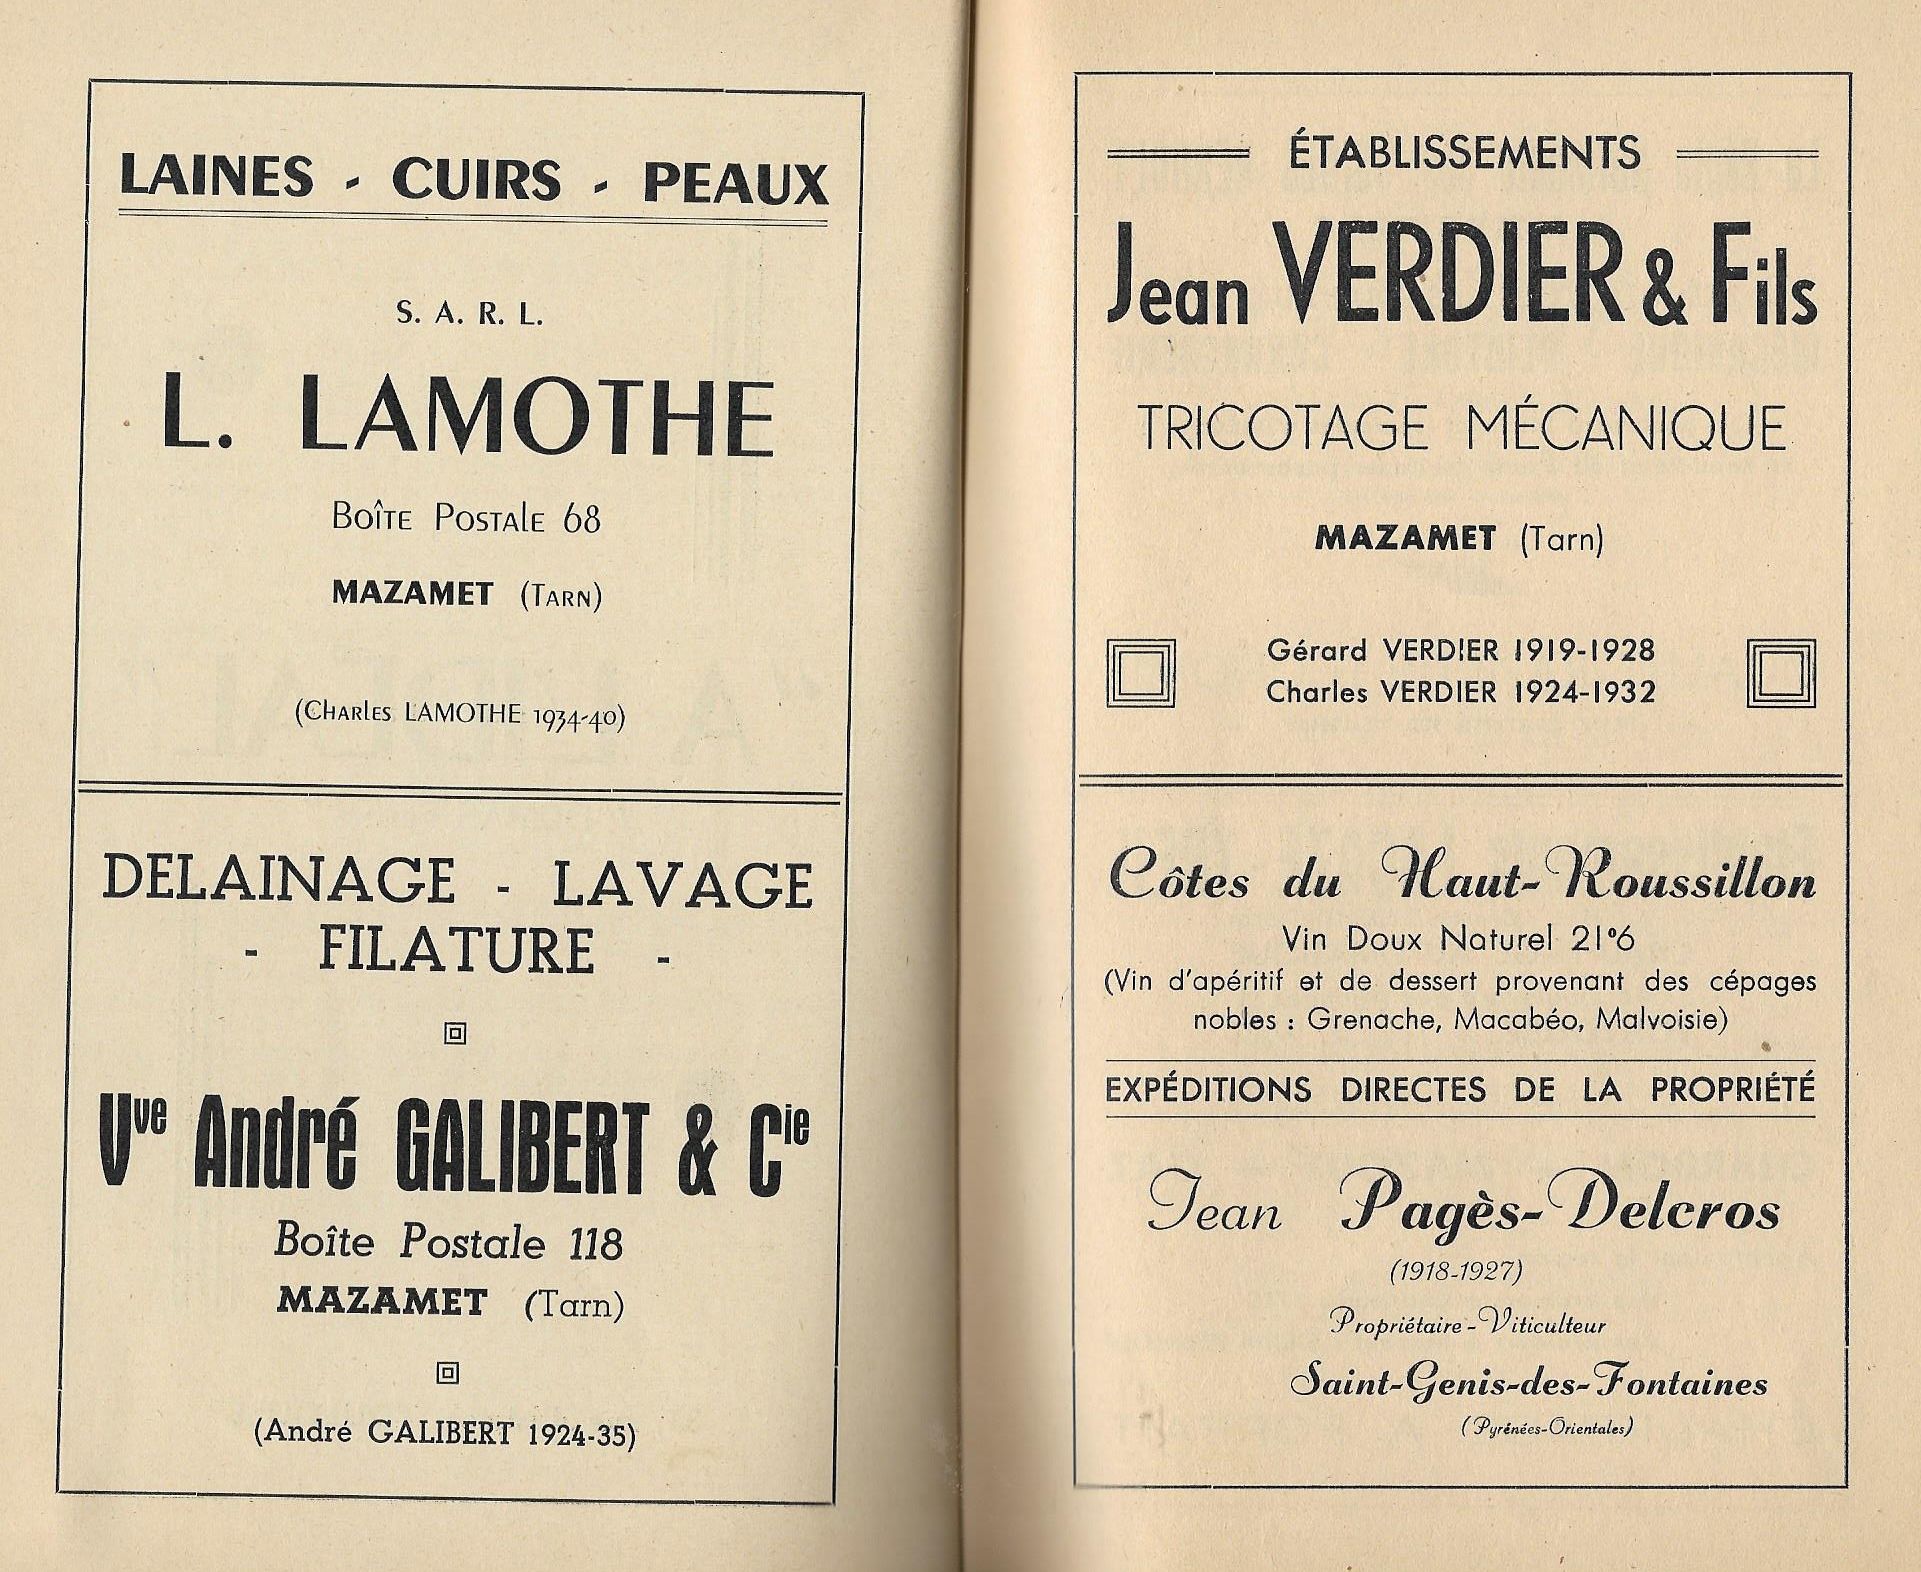 LAINES - CUIRS - PEAUX
S. A. R. L.
L. LAMOTHE
Boîte Postale 68
MAZAMET (Tarn)
(Charles LAMOTHE 1934-40)
DELAINAGE - LAVAGE
- FILATURE -
Vve André GALIBERT & Cie
Boîte Postale 118
MAZAMET (Tarn)
(André GALIBERT 1924-35)
ÉTABLISSEMENTS
Jean VERDIER & Fils
TRICOTAGE MÉCANIQUE
MAZAMET (Tarn)
Gérard VERDIER 1919-1928
Charles VERDIER 1924-1932
Côtes du Haut-Roussillon
Vin Doux Naturel 21°6
(Vin d'apéritif et de dessert provenant des cépages
nobles : Grenache, Macabéo, Malvoisie)
EXPÉDITIONS DIRECTES DE LA PROPRIÉTÉ
Jean Pagès-Delcros
(1918-1927)
Propriétaire-Viticulteur
Saint-Genis-des-Fontaines
(Pyrénées-Orientales)